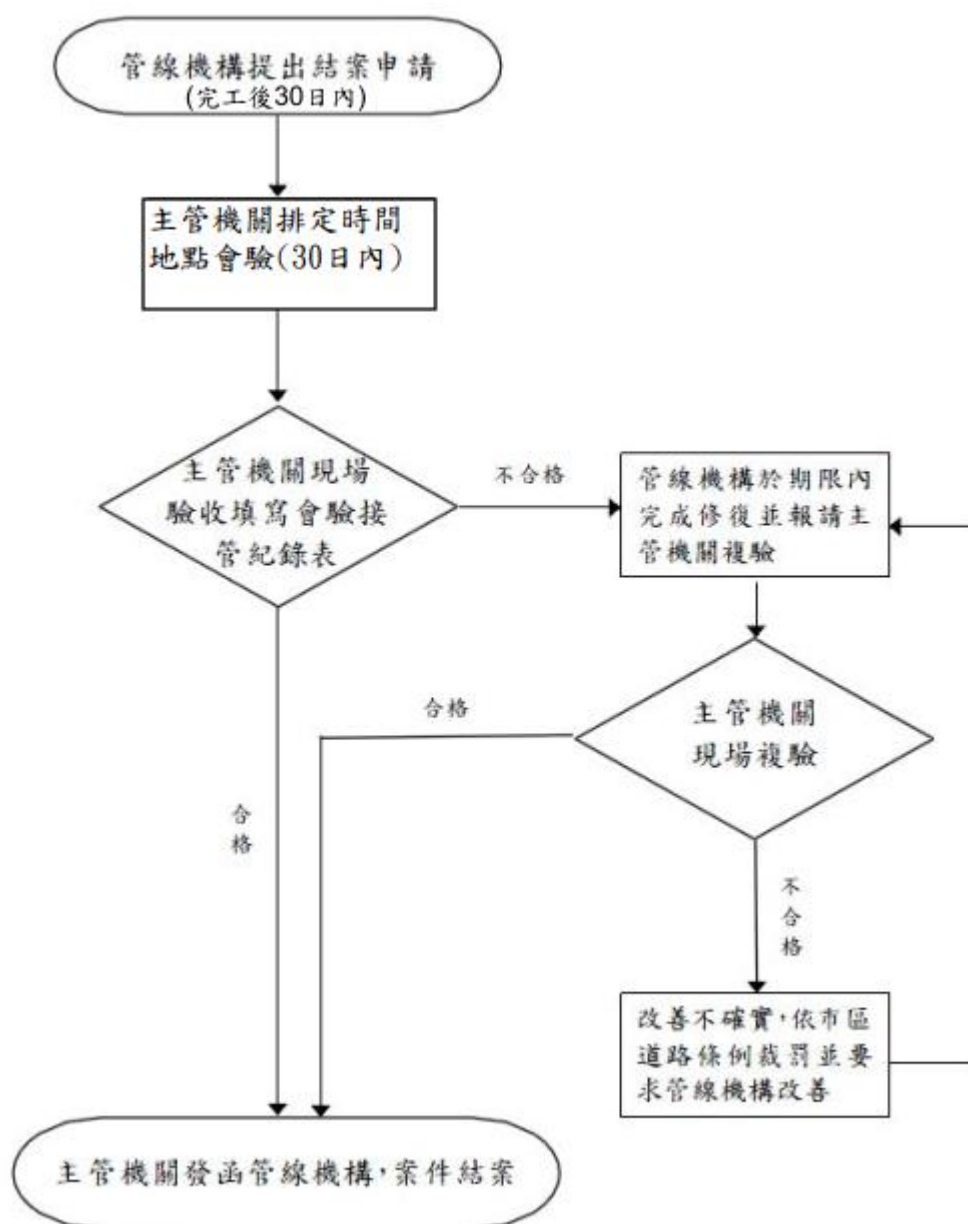 管線機構提出結案申請
(完工後30日內)
主管機關排定時間
地點會驗(30日內)
主管機關現場
驗收填寫會驗接
管紀錄表
不合格
管線機構於期限內
完成修復並報請主
管機關複驗
合格
主管機關
現場複驗
合
格
不
合
格
改善不確實,依市區
道路條例裁罰並要
求管線機構改善
主管機關發函管線機構,案件結案